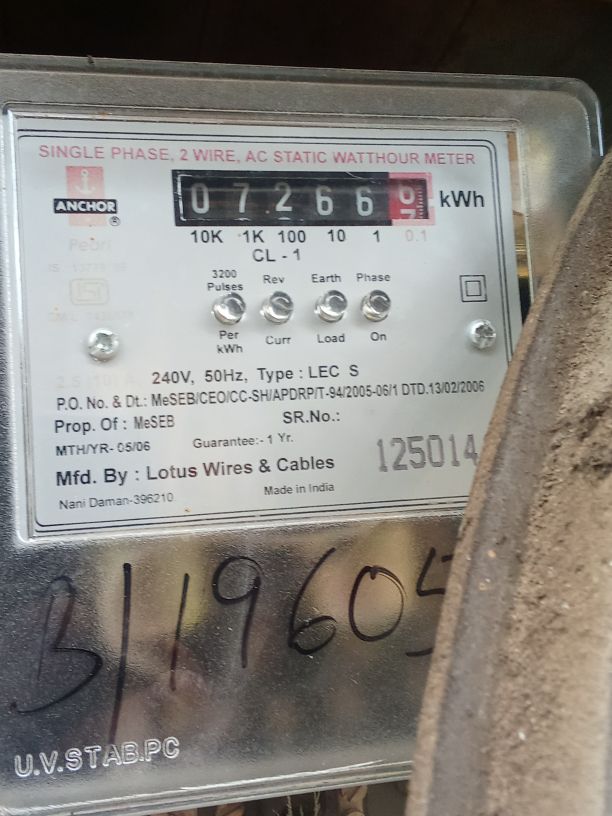 SINGLE PHASE, 2 WIRE, AC STATIC WATTHOUR METER
ANCHOR ®
07266 kWh
10K 1K 100 10 1 0.1
CL - 1
3200 Pulses Rev Earth Phase
Per kWh Curr Load On
240V, 50Hz, Type : LEC S
P.O. No. & Dt.: MeSEB/CEO/CC-SH/APDRP/T-94/2005-06/1 DTD.13/02/2006
Prop. Of : MeSEB SR.No.:
MTH/YR- 05/06 Guarantee:- 1 Yr.
125014
Mfd. By : Lotus Wires & Cables
Nani Daman-396210 Made in India
B/19605
U.V.STAB.PC